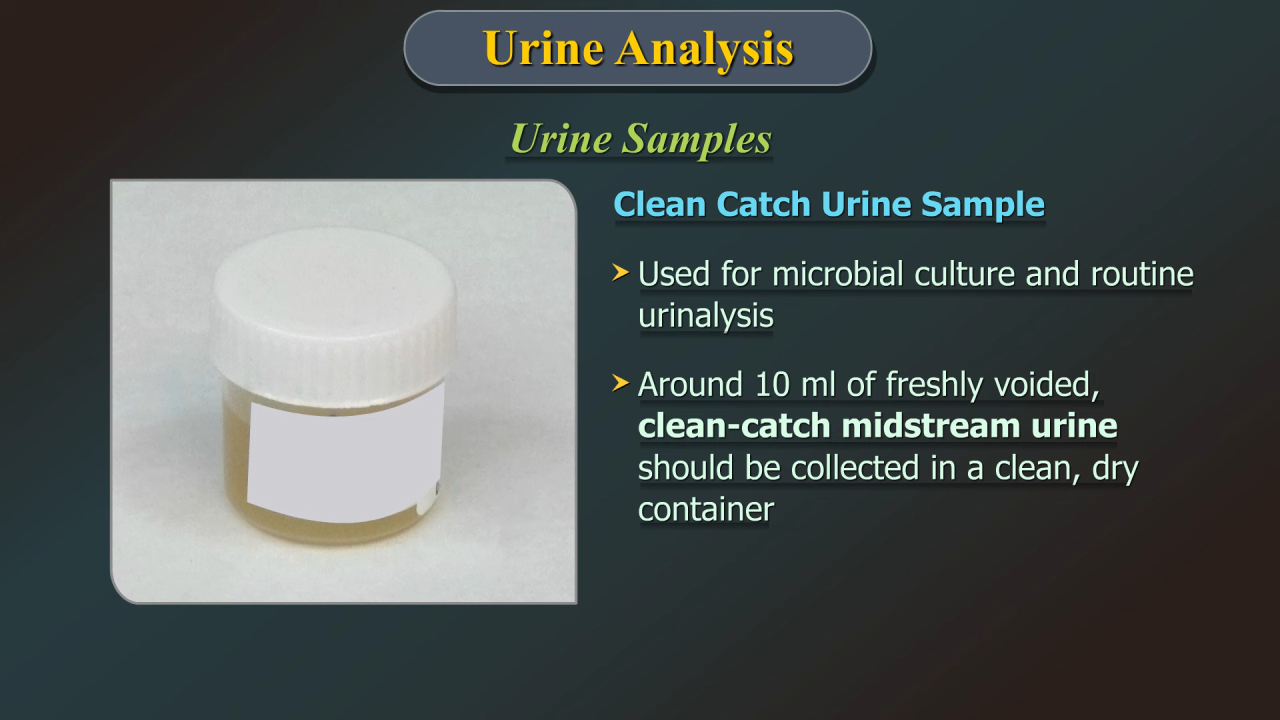 Urine Analysis
Urine Samples
Clean Catch Urine Sample
Used for microbial culture and routine
urinalysis
Around 10 ml of freshly voided,
clean-catch midstream urine
should be collected in a clean, dry
container